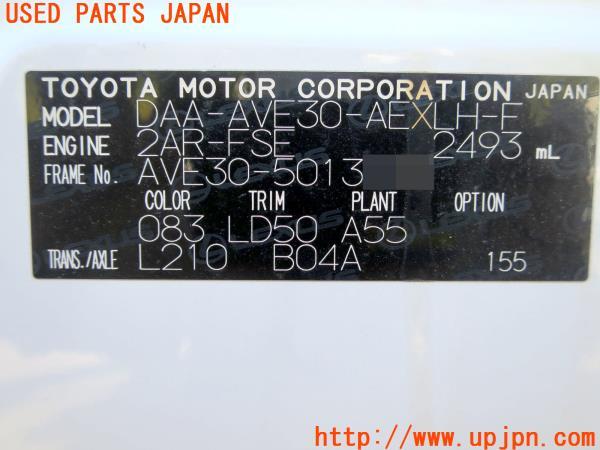 USED PARTS JAPAN
TOYOTA MOTOR CORPORATION JAPAN
MODEL DAA-AVE30-AEXLH-F
ENGINE 2AR-FSE 2493 mL
FRAME No. AVE30-5013
COLOR TRIM PLANT OPTION
083 LD50 A55
TRANS./AXLE L210 B04A 155
http://www.upjpn.com